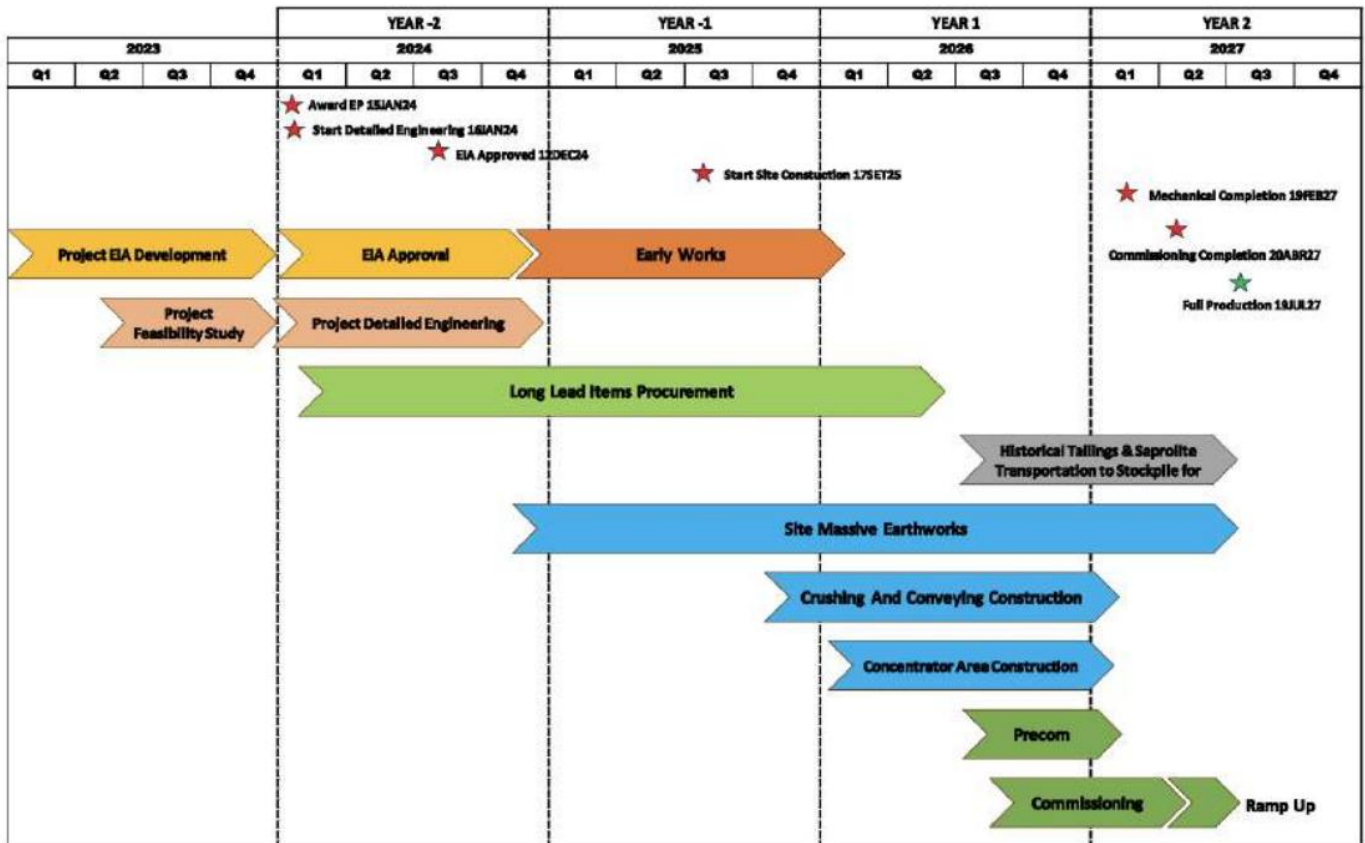 YEAR -2 YEAR -1 YEAR 1 YEAR 2
2023 2024 2025 2026 2027
Q1 Q2 Q3 Q4 Q1 Q2 Q3 Q4 Q1 Q2 Q3 Q4 Q1 Q2 Q3 Q4 Q1 Q2 Q3 Q4
Award EP 15JAN24
Start Detailed Engineering 16JAN24
EIA Approved 12DEC24
Start Site Constuction 17SET25
Mechanical Completion 19FEB27
Commissioning Completion 20ABR27
Full Production 19JUL27
Project EIA Development
EIA Approval
Early Works
Project
Feasibility Study
Project Detailed Engineering
Long Lead Items Procurement
Historical Tailings & Saprolite
Transportation to Stockpile for
Site Massive Earthworks
Crushing And Conveying Construction
Concentrator Area Construction
Precom
Commissioning
Ramp Up